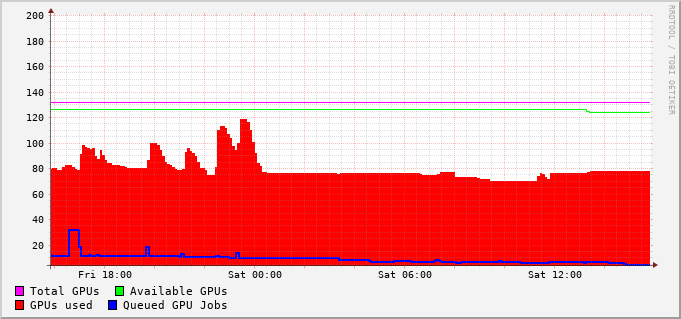 200
180
160
140
120
100
80
60
40
20
Fri 18:00 Sat 00:00 Sat 06:00 Sat 12:00
Total GPUs Available GPUs
GPUs used Queued GPU Jobs
RRDTOOL / TOBI OETIKER